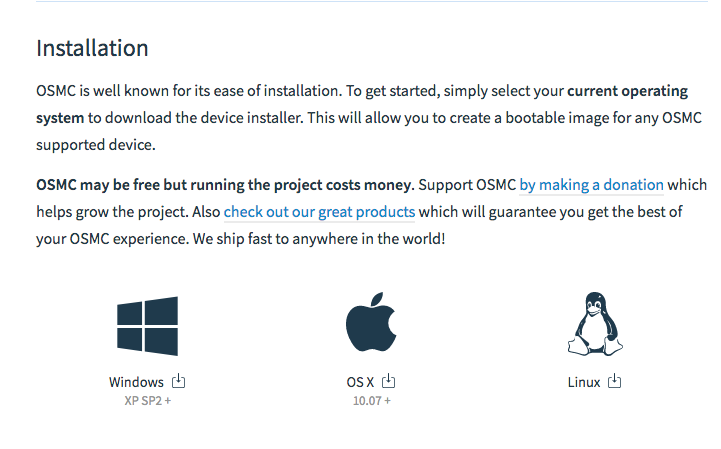 Installation
OSMC is well known for its ease of installation. To get started, simply select your current operating
system to download the device installer. This will allow you to create a bootable image for any OSMC
supported device.
OSMC may be free but running the project costs money. Support OSMC by making a donation which
helps grow the project. Also check out our great products which will guarantee you get the best of
your OSMC experience. We ship fast to anywhere in the world!
Windows
XP SP2 +
OS X
10.07 +
Linux